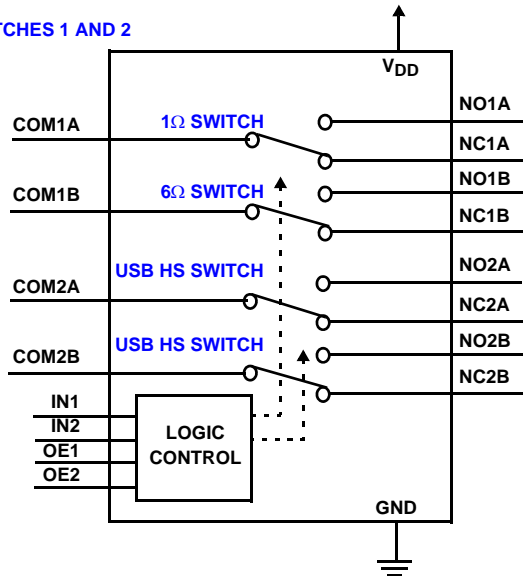 TCHES 1 AND 2
VDD
COM1A
1Ω SWITCH
NO1A
NC1A
COM1B
6Ω SWITCH
NO1B
NC1B
COM2A
USB HS SWITCH
NO2A
NC2A
COM2B
USB HS SWITCH
NO2B
NC2B
IN1
IN2
OE1
OE2
LOGIC
CONTROL
GND